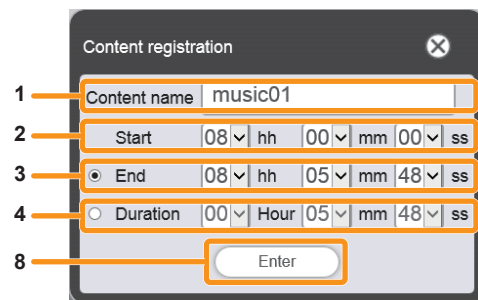 Content registration
1 Content name music01
2 Start 08 hh 00 mm 00 ss
3 End 08 hh 05 mm 48 ss
4 Duration 00 Hour 05 mm 48 ss
8 Enter